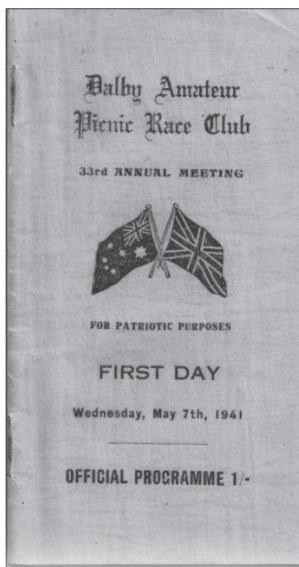 Dalby Amateur
Picnic Race Club
33rd ANNUAL MEETING
FOR PATRIOTIC PURPOSES
FIRST DAY
Wednesday, May 7th, 1941
OFFICIAL PROGRAMME 1/-